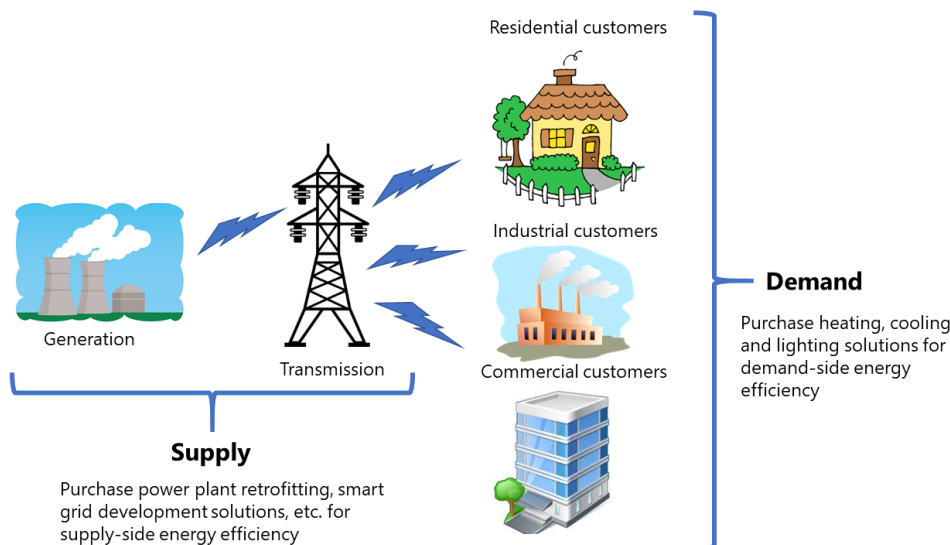 Residential customers
Industrial customers
Commercial customers
Generation
Transmission
Supply
Purchase power plant retrofitting, smart
grid development solutions, etc. for
supply-side energy efficiency
Demand
Purchase heating, cooling
and lighting solutions for
demand-side energy
efficiency